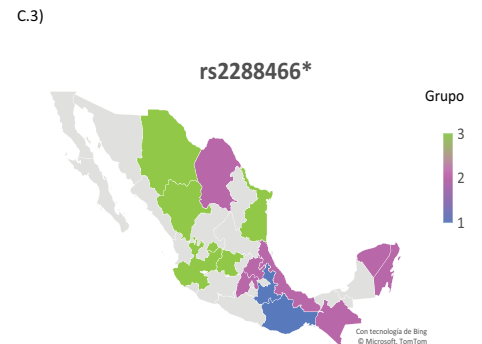 C.3)
rs2288466*
Grupo
3
2
1
Con tecnología de Bing
© Microsoft, TomTom